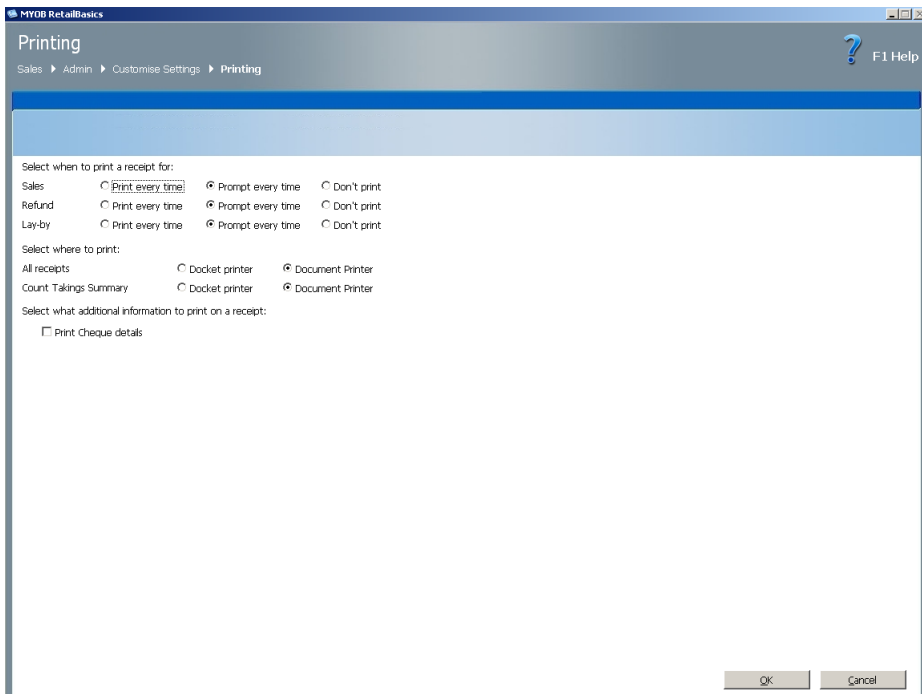 MYOB RetailBasics
Printing
Sales ▶ Admin ▶ Customise Settings ▶ Printing
F1 Help
Select when to print a receipt for:
Sales Print every time Prompt every time Don't print
Refund Print every time Prompt every time Don't print
Lay-by Print every time Prompt every time Don't print
Select where to print:
All receipts Docket printer Document Printer
Count Takings Summary Docket printer Document Printer
Select what additional information to print on a receipt:
Print Cheque details
OK Cancel